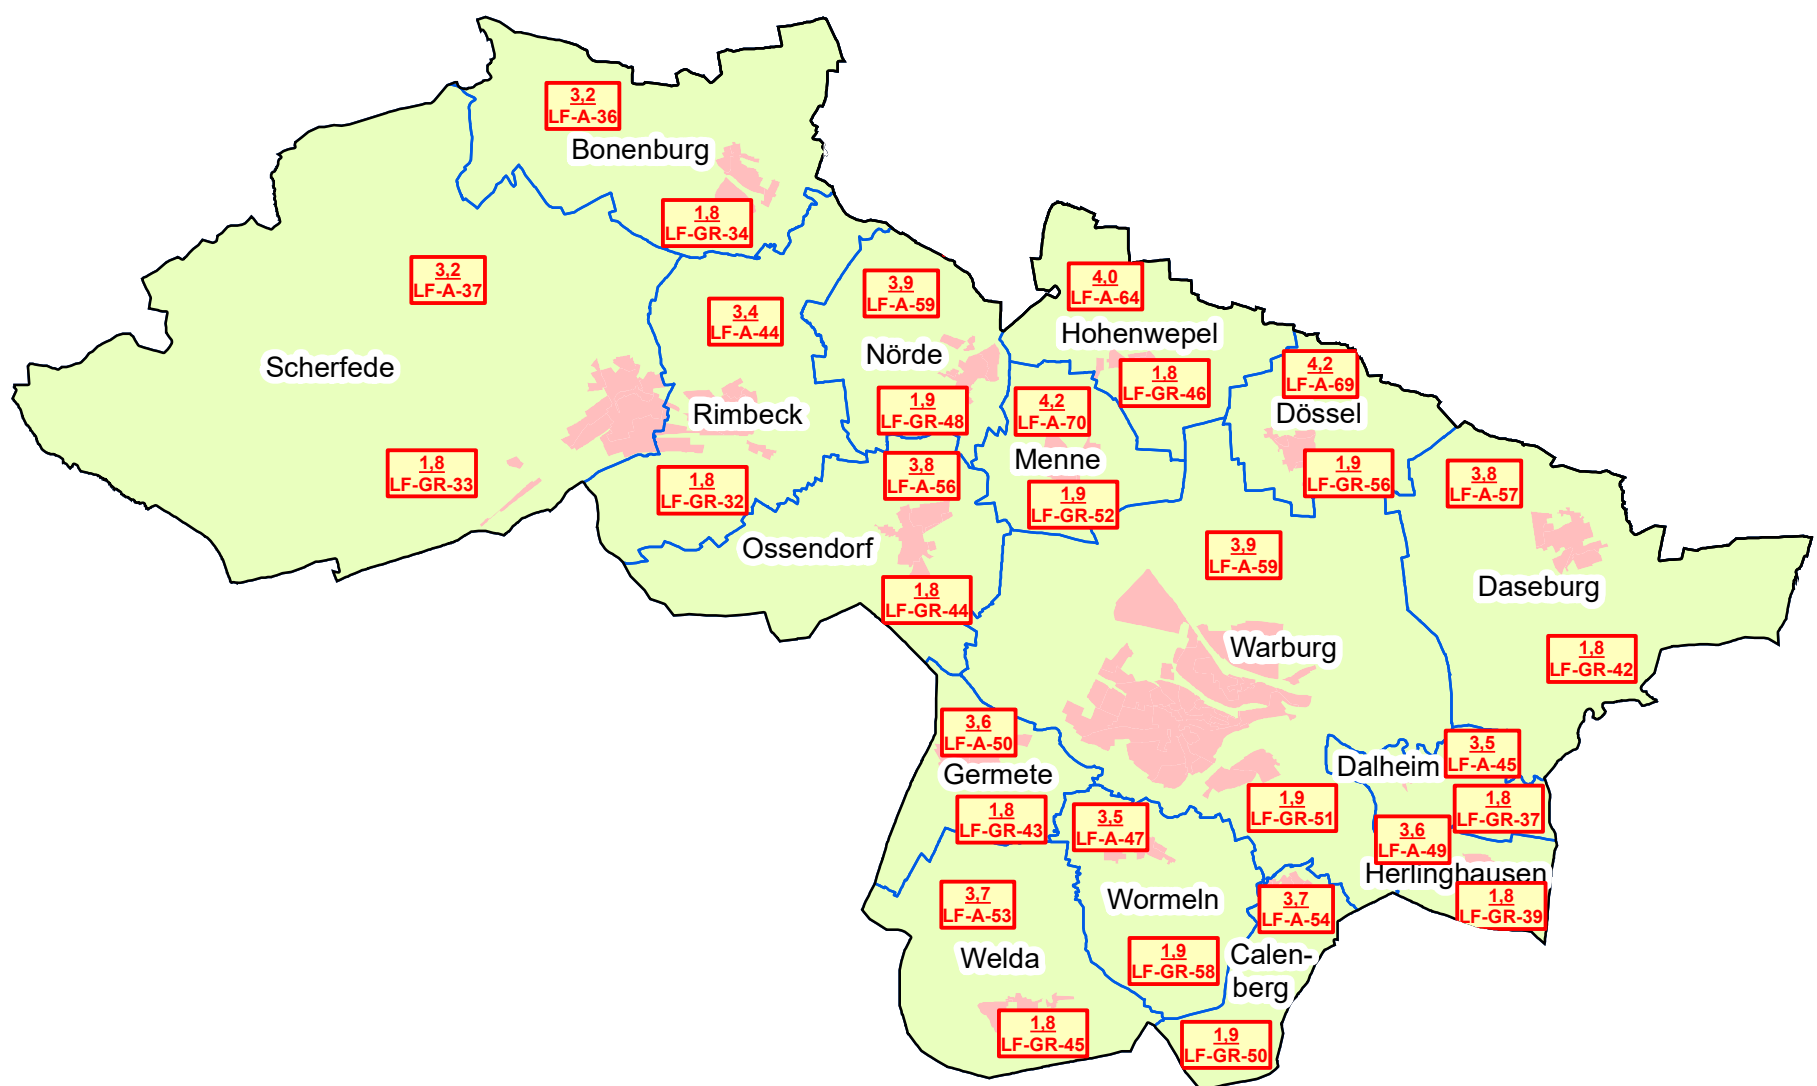 3,2
LF-A-36
Bonenburg
1,8
LF-GR-34
3,2
LF-A-37
Scherfede
1,8
LF-GR-33
3,4
LF-A-44
Rimbeck
1,8
LF-GR-32
3,9
LF-A-59
Nörde
1,9
LF-GR-48
3,8
LF-A-56
Ossendorf
1,8
LF-GR-44
4,0
LF-A-64
Hohenwepel
1,8
LF-GR-46
4,2
LF-A-70
Menne
1,9
LF-GR-52
4,2
LF-A-69
Dössel
1,9
LF-GR-56
3,8
LF-A-57
Daseburg
1,8
LF-GR-42
3,9
LF-A-59
Warburg
1,9
LF-GR-51
3,6
LF-A-50
Germete
1,8
LF-GR-43
3,5
LF-A-45
Dalheim
1,8
LF-GR-37
3,6
LF-A-49
Herlinghausen
1,8
LF-GR-39
3,5
LF-A-47
Wormeln
1,9
LF-GR-58
3,7
LF-A-54
Calen-
berg
1,9
LF-GR-50
3,7
LF-A-53
Welda
1,8
LF-GR-45